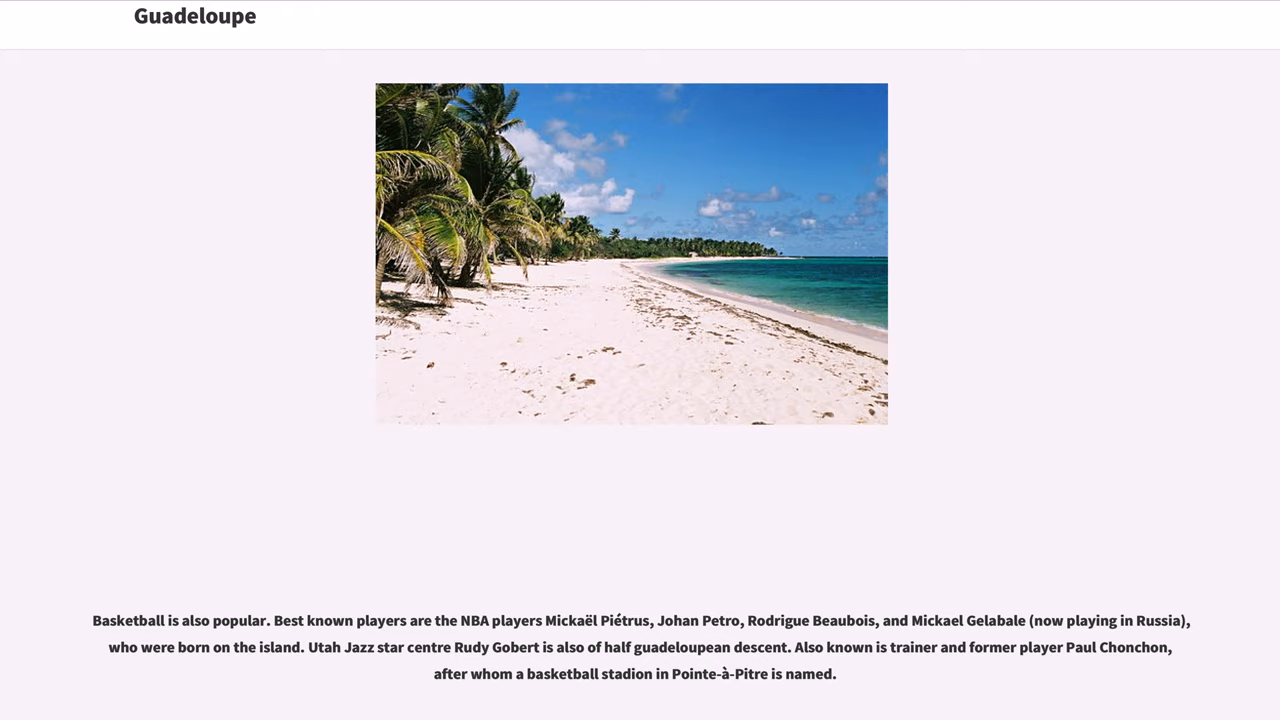 Guadeloupe
Basketball is also popular. Best known players are the NBA players Mickaël Piétrus, Johan Petro, Rodrigue Beaubois, and Mickael Gelabale (now playing in Russia),
who were born on the island. Utah Jazz star centre Rudy Gobert is also of half guadeloupean descent. Also known is trainer and former player Paul Chonchon,
after whom a basketball stadion in Pointe-à-Pitre is named.